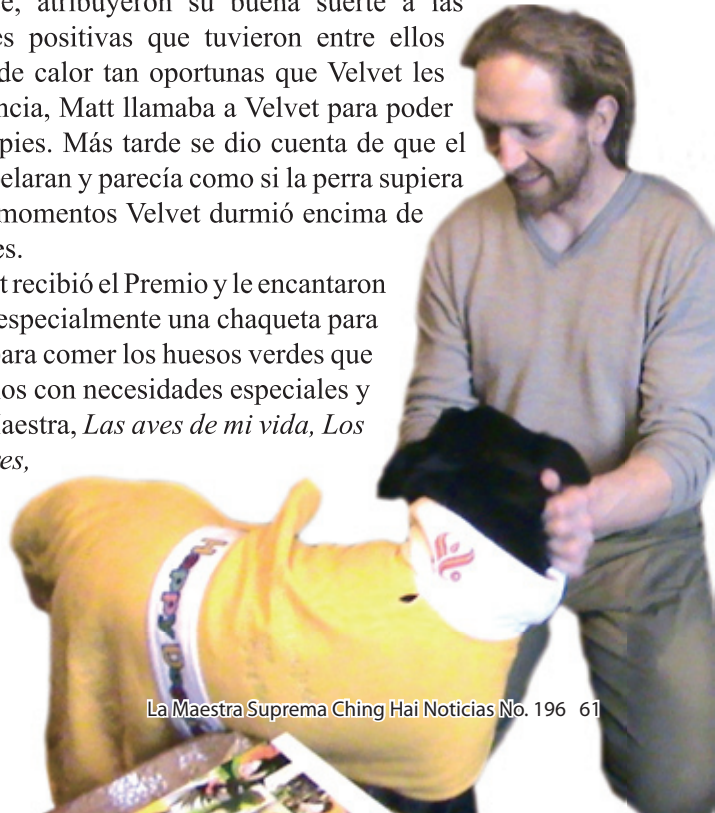 e, atribuyeron su buena suerte a las
es positivas que tuvieron entre ellos
de calor tan oportunas que Velvet les
ncia, Matt llamaba a Velvet para poder
pies. Más tarde se dio cuenta de que el
elaran y parecía como si la perra supiera
momentos Velvet durmió encima de
es.
t recibió el Premio y le encantaron
especialmente una chaqueta para
para comer los huesos verdes que
los con necesidades especiales y
Maestra, Las aves de mi vida, Los
res,
Happy D
La Maestra Suprema Ching Hai Noticias No. 196 61